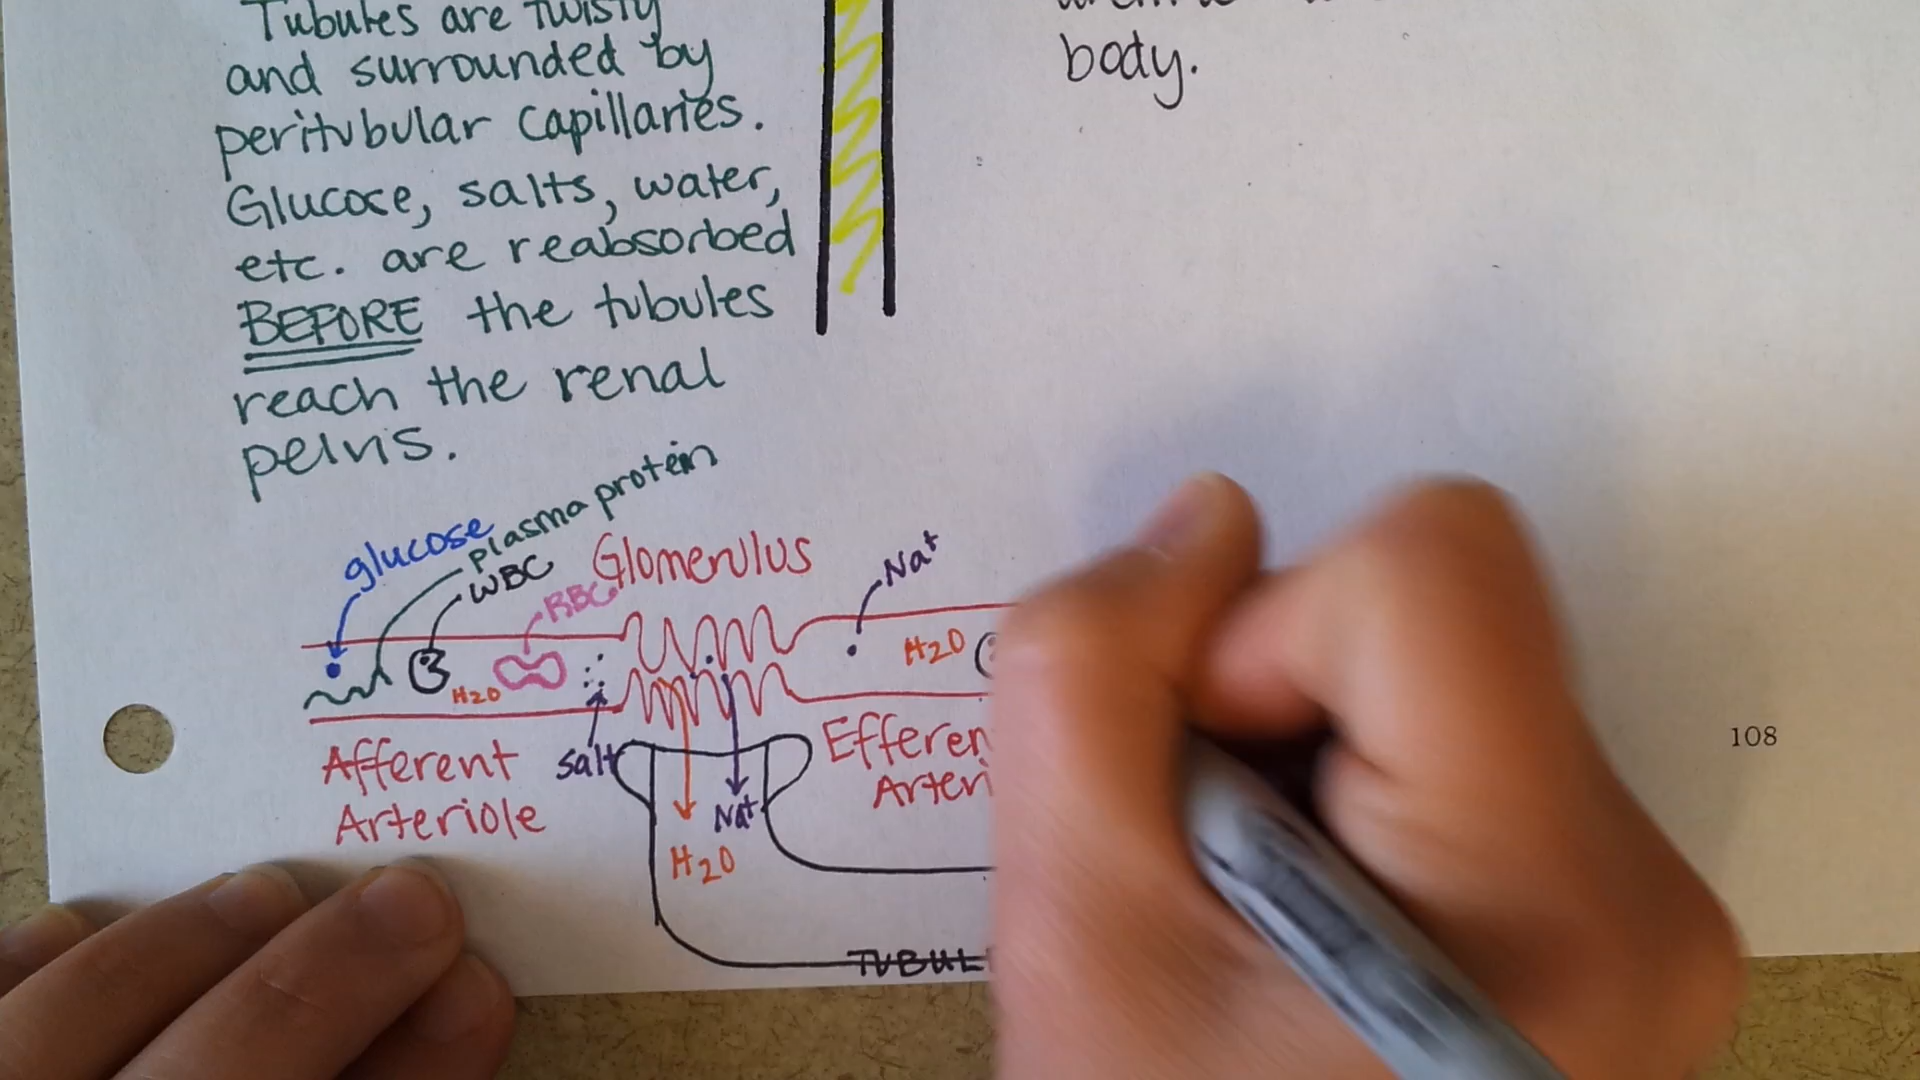 Tubules are twisty
and surrounded by
peritubular capillaries.
Glucose, salts, water,
etc. are reabsorbed
BEFORE the tubules
reach the renal
pelvis.
body.
glucose
plasma protein
WBC
RBC
Glomerulus
Na+
H2O
H2O
Afferent
Arteriole
salt
Na+
H2O
108